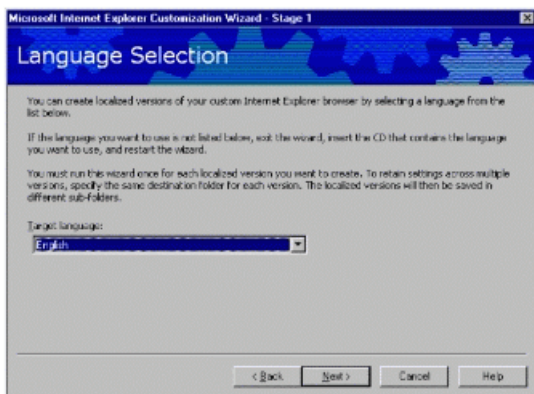 Microsoft Internet Explorer Customization Wizard - Stage 1
Language Selection
You can create localized versions of your custom Internet Explorer browser by selecting a language from the
list below.
If the language you want to use is not listed below, exit the wizard, insert the CD that contains the language
you want to use, and restart the wizard.
You must run this wizard once for each localized version you want to create. To retain settings across multiple
versions, specify the same destination folder for each version. The localized versions will then be saved in
different sub-folders.
Target language:
English
< Back
Next >
Cancel
Help